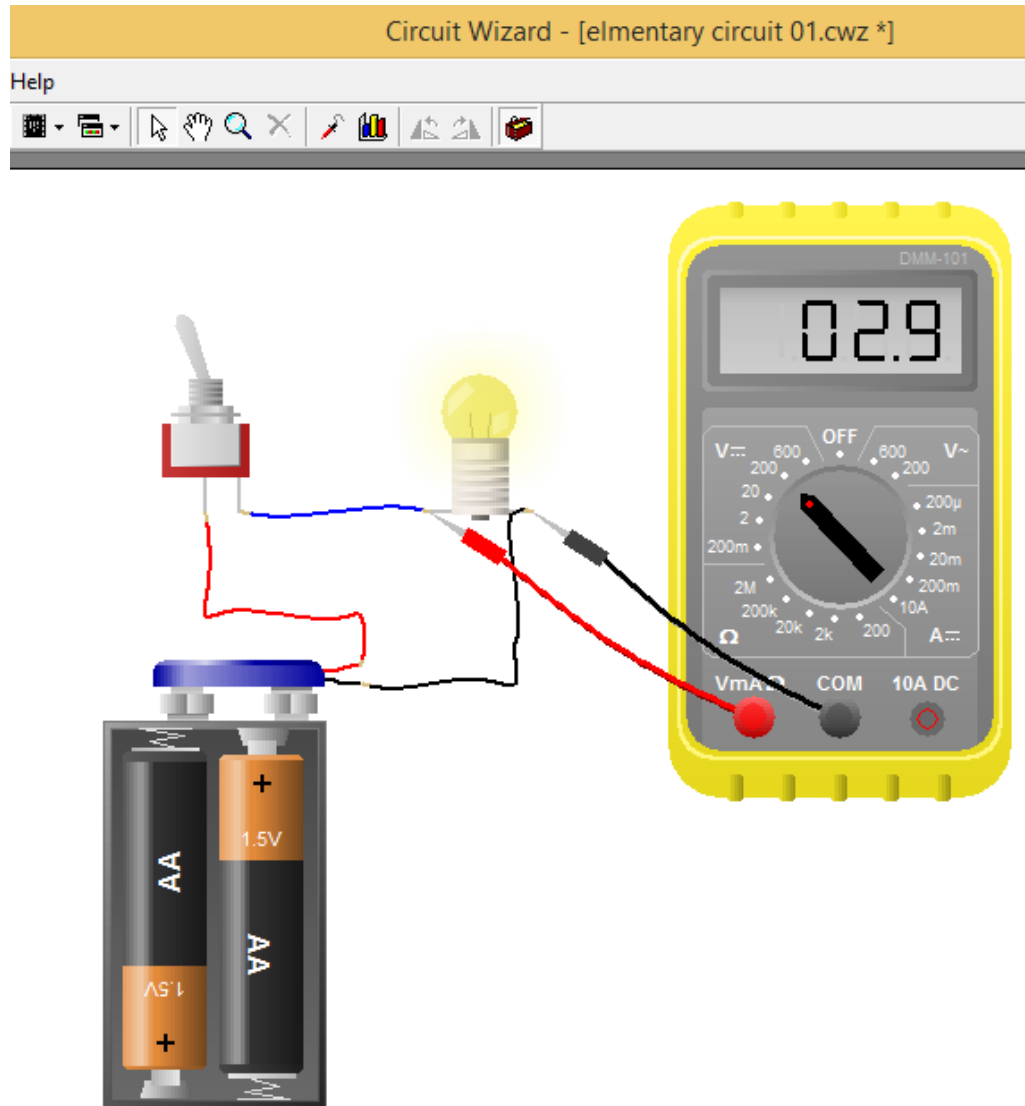 Circuit Wizard - [elmentary circuit 01.cwz *]
Help
DMM-101
02.9
OFF
V⎓ 600 600 V~
200 200
20 200µ
2 2m
200m 20m
2M 200m
200k 10A
20k 2k 200
Ω A⎓
VmAΩ COM 10A DC
+
1.5V
AA
AA
1.5V
+